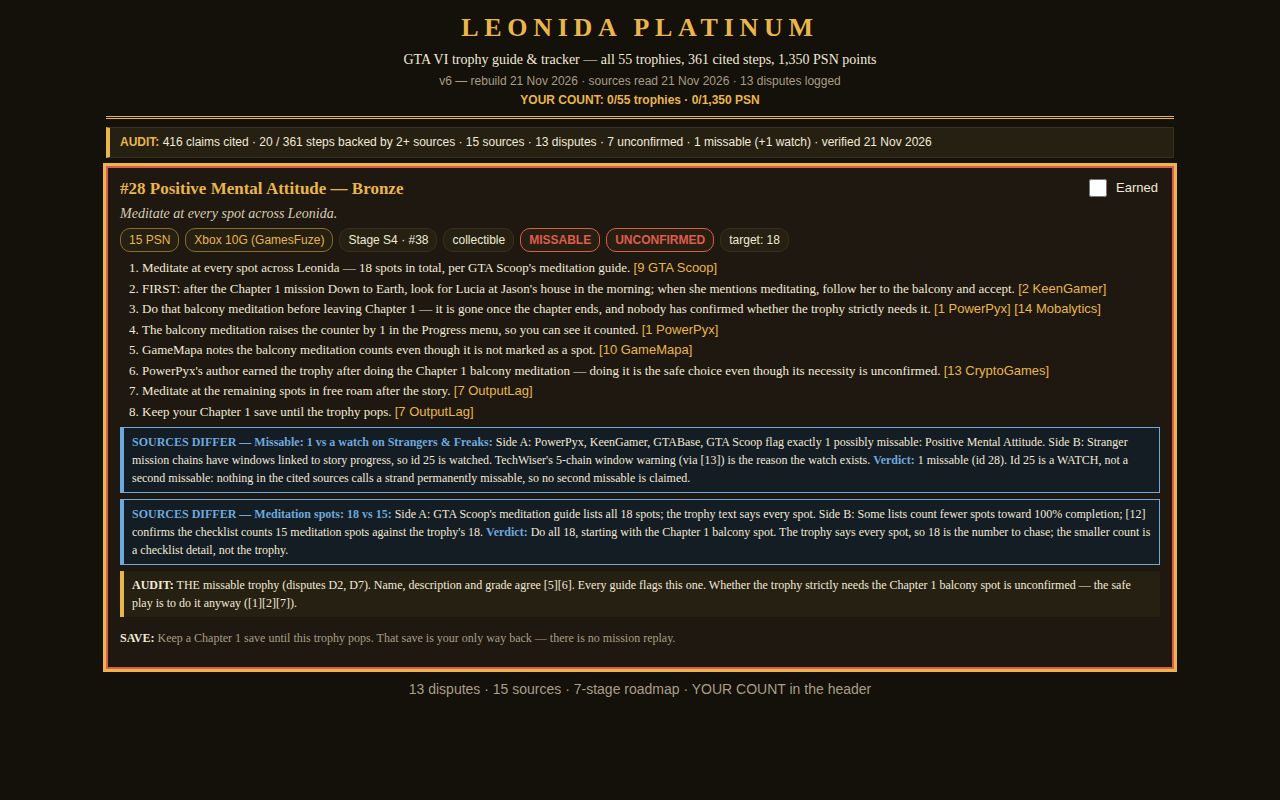 LEONIDA PLATINUM
GTA VI trophy guide & tracker — all 55 trophies, 361 cited steps, 1,350 PSN points
v6 — rebuild 21 Nov 2026 · sources read 21 Nov 2026 · 13 disputes logged
YOUR COUNT: 0/55 trophies · 0/1,350 PSN
AUDIT: 416 claims cited · 20 / 361 steps backed by 2+ sources · 15 sources · 13 disputes · 7 unconfirmed · 1 missable (+1 watch) · verified 21 Nov 2026
#28 Positive Mental Attitude — Bronze
Earned
Meditate at every spot across Leonida.
15 PSN Xbox 10G (GamesFuze) Stage S4 · #38 collectible MISSABLE UNCONFIRMED target: 18
1. Meditate at every spot across Leonida — 18 spots in total, per GTA Scoop's meditation guide. [9 GTA Scoop]
2. FIRST: after the Chapter 1 mission Down to Earth, look for Lucia at Jason's house in the morning; when she mentions meditating, follow her to the balcony and accept. [2 KeenGamer]
3. Do that balcony meditation before leaving Chapter 1 — it is gone once the chapter ends, and nobody has confirmed whether the trophy strictly needs it. [1 PowerPyx] [14 Mobalytics]
4. The balcony meditation raises the counter by 1 in the Progress menu, so you can see it counted. [1 PowerPyx]
5. GameMapa notes the balcony meditation counts even though it is not marked as a spot. [10 GameMapa]
6. PowerPyx's author earned the trophy after doing the Chapter 1 balcony meditation — doing it is the safe choice even though its necessity is unconfirmed. [13 CryptoGames]
7. Meditate at the remaining spots in free roam after the story. [7 OutputLag]
8. Keep your Chapter 1 save until the trophy pops. [7 OutputLag]
SOURCES DIFFER — Missable: 1 vs a watch on Strangers & Freaks: Side A: PowerPyx, KeenGamer, GTABase, GTA Scoop flag exactly 1 possibly missable: Positive Mental Attitude. Side B: Stranger
mission chains have windows linked to story progress, so id 25 is watched. TechWiser's 5-chain window warning (via [13]) is the reason the watch exists. Verdict: 1 missable (id 28). Id 25 is a WATCH, not a
second missable: nothing in the cited sources calls a strand permanently missable, so no second missable is claimed.
SOURCES DIFFER — Meditation spots: 18 vs 15: Side A: GTA Scoop's meditation guide lists all 18 spots; the trophy text says every spot. Side B: Some lists count fewer spots toward 100% completion; [12]
confirms the checklist counts 15 meditation spots against the trophy's 18. Verdict: Do all 18, starting with the Chapter 1 balcony spot. The trophy says every spot, so 18 is the number to chase; the smaller count is
a checklist detail, not the trophy.
AUDIT: THE missable trophy (disputes D2, D7). Name, description and grade agree [5][6]. Every guide flags this one. Whether the trophy strictly needs the Chapter 1 balcony spot is unconfirmed — the safe
play is to do it anyway ([1][2][7]).
SAVE: Keep a Chapter 1 save until this trophy pops. That save is your only way back — there is no mission replay.
13 disputes · 15 sources · 7-stage roadmap · YOUR COUNT in the header